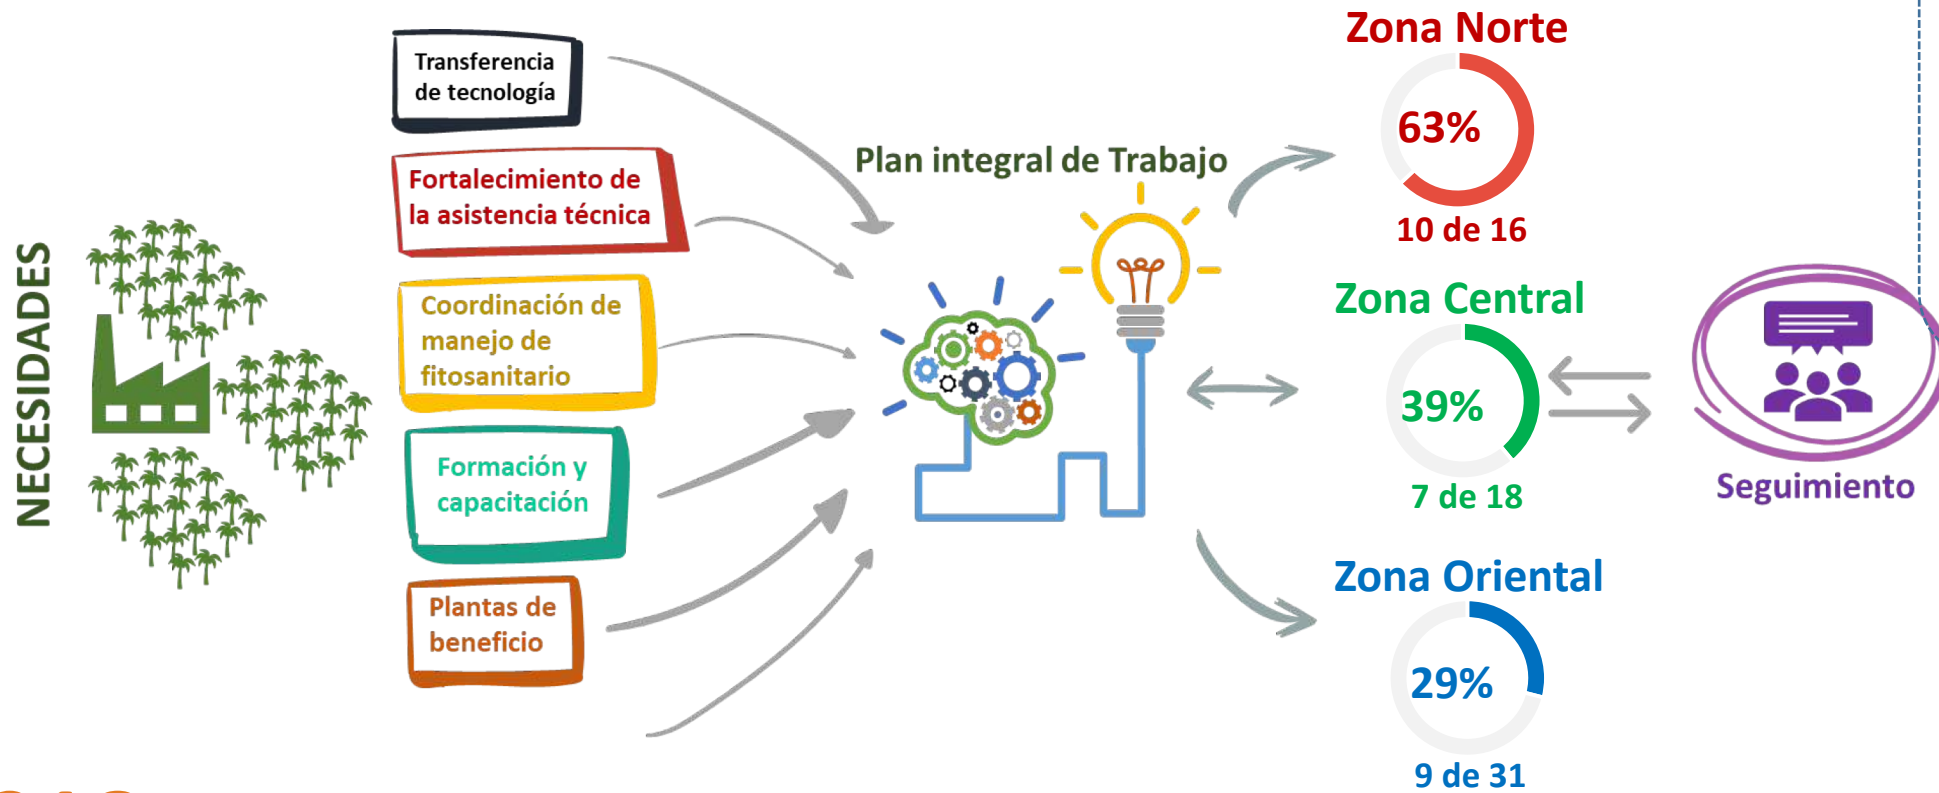 NECESIDADES
Transferencia
de tecnología
Fortalecimiento de
la asistencia técnica
Coordinación de
manejo de
fitosanitario
Formación y
capacitación
Plantas de
beneficio
Plan integral de Trabajo
Zona Norte
63%
10 de 16
Zona Central
39%
7 de 18
Zona Oriental
29%
9 de 31
Seguimiento